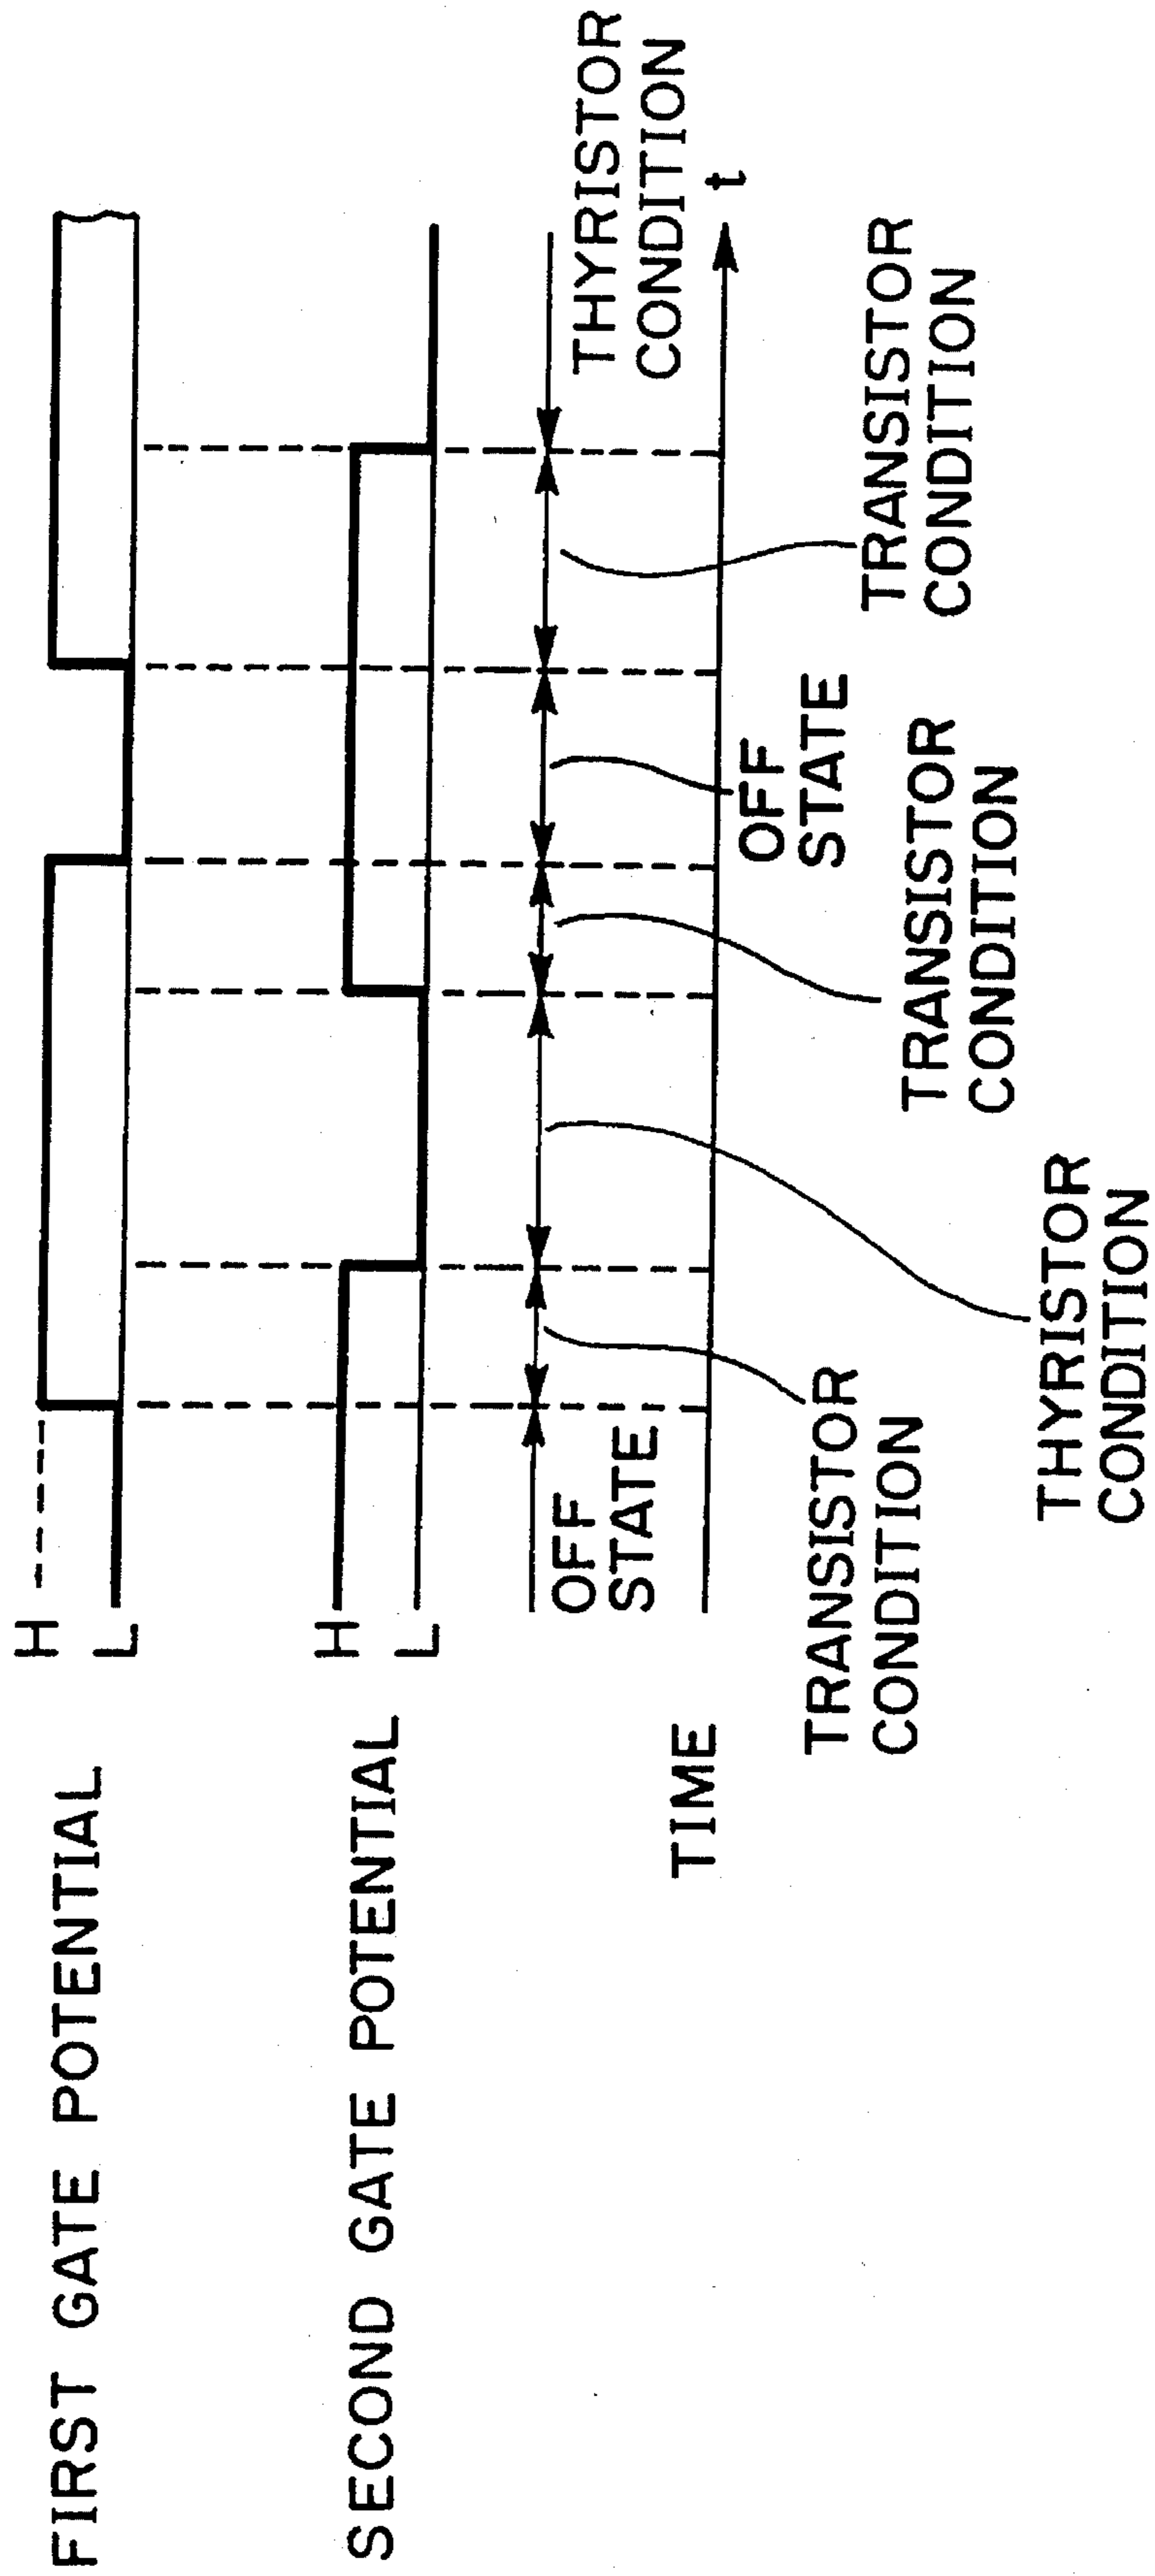 FIRST GATE POTENTIAL
H
L
SECOND GATE POTENTIAL
H
L
OFF
STATE
THYRISTOR
CONDITION
TIME
t
TRANSISTOR
CONDITION
THYRISTOR
CONDITION
TRANSISTOR
CONDITION
OFF
STATE
TRANSISTOR
CONDITION